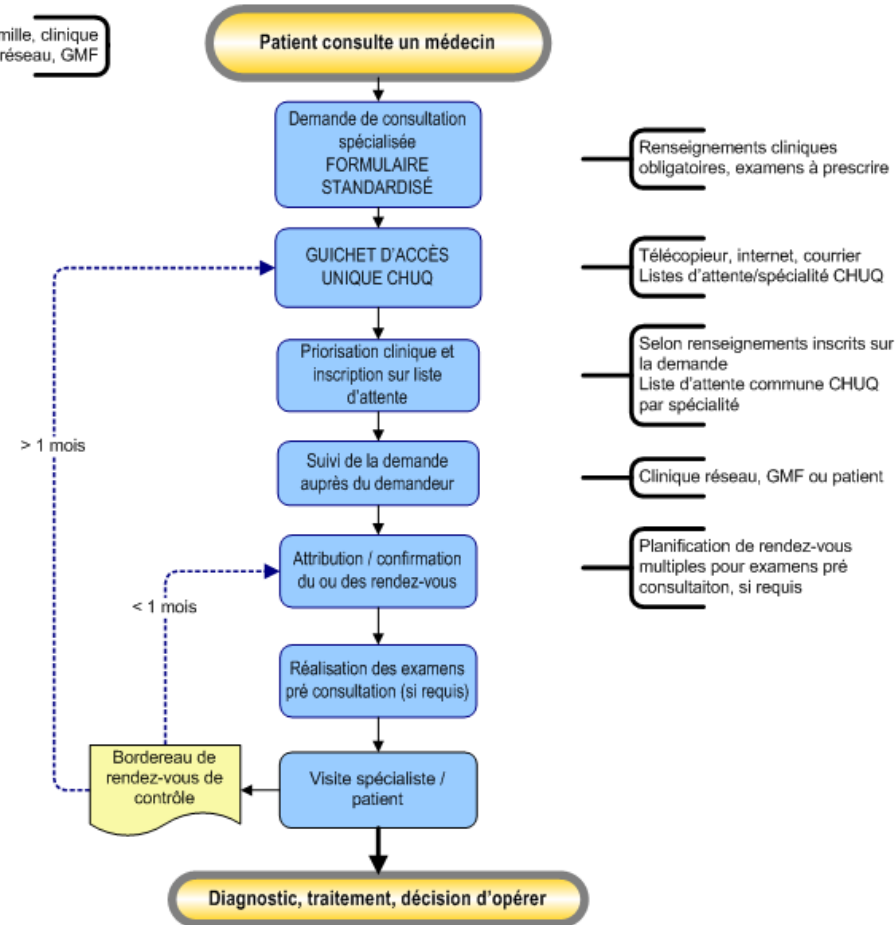 clinique
réseau, GMF
Patient consulte un médecin
Demande de consultation
spécialisée
FORMULAIRE
STANDARDISÉ
Renseignements cliniques
obligatoires, examens à prescrire
GUICHET D'ACCÈS
UNIQUE CHUQ
Télécopieur, internet, courrier
Listes d'attente/spécialité CHUQ
Priorisation clinique et
inscription sur liste
d'attente
Selon renseignements inscrits sur
la demande
Liste d'attente commune CHUQ
par spécialité
> 1 mois
Suivi de la demande
auprès du demandeur
Clinique réseau, GMF ou patient
Attribution / confirmation
du ou des rendez-vous
Planification de rendez-vous
multiples pour examens pré
consultaiton, si requis
< 1 mois
Réalisation des examens
pré consultation (si requis)
Bordereau de
rendez-vous de
contrôle
Visite spécialiste /
patient
Diagnostic, traitement, décision d'opérer